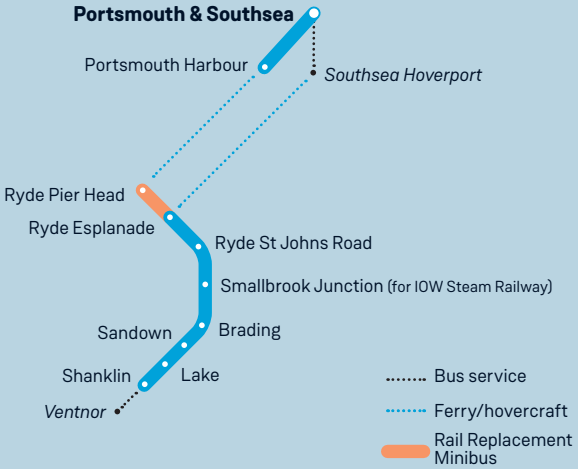 Portsmouth & Southsea
Portsmouth Harbour
Southsea Hoverport
Ryde Pier Head
Ryde Esplanade
Ryde St Johns Road
Smallbrook Junction (for IOW Steam Railway)
Sandown
Brading
Shanklin
Lake
Ventnor
Bus service
Ferry/hovercraft
Rail Replacement
Minibus